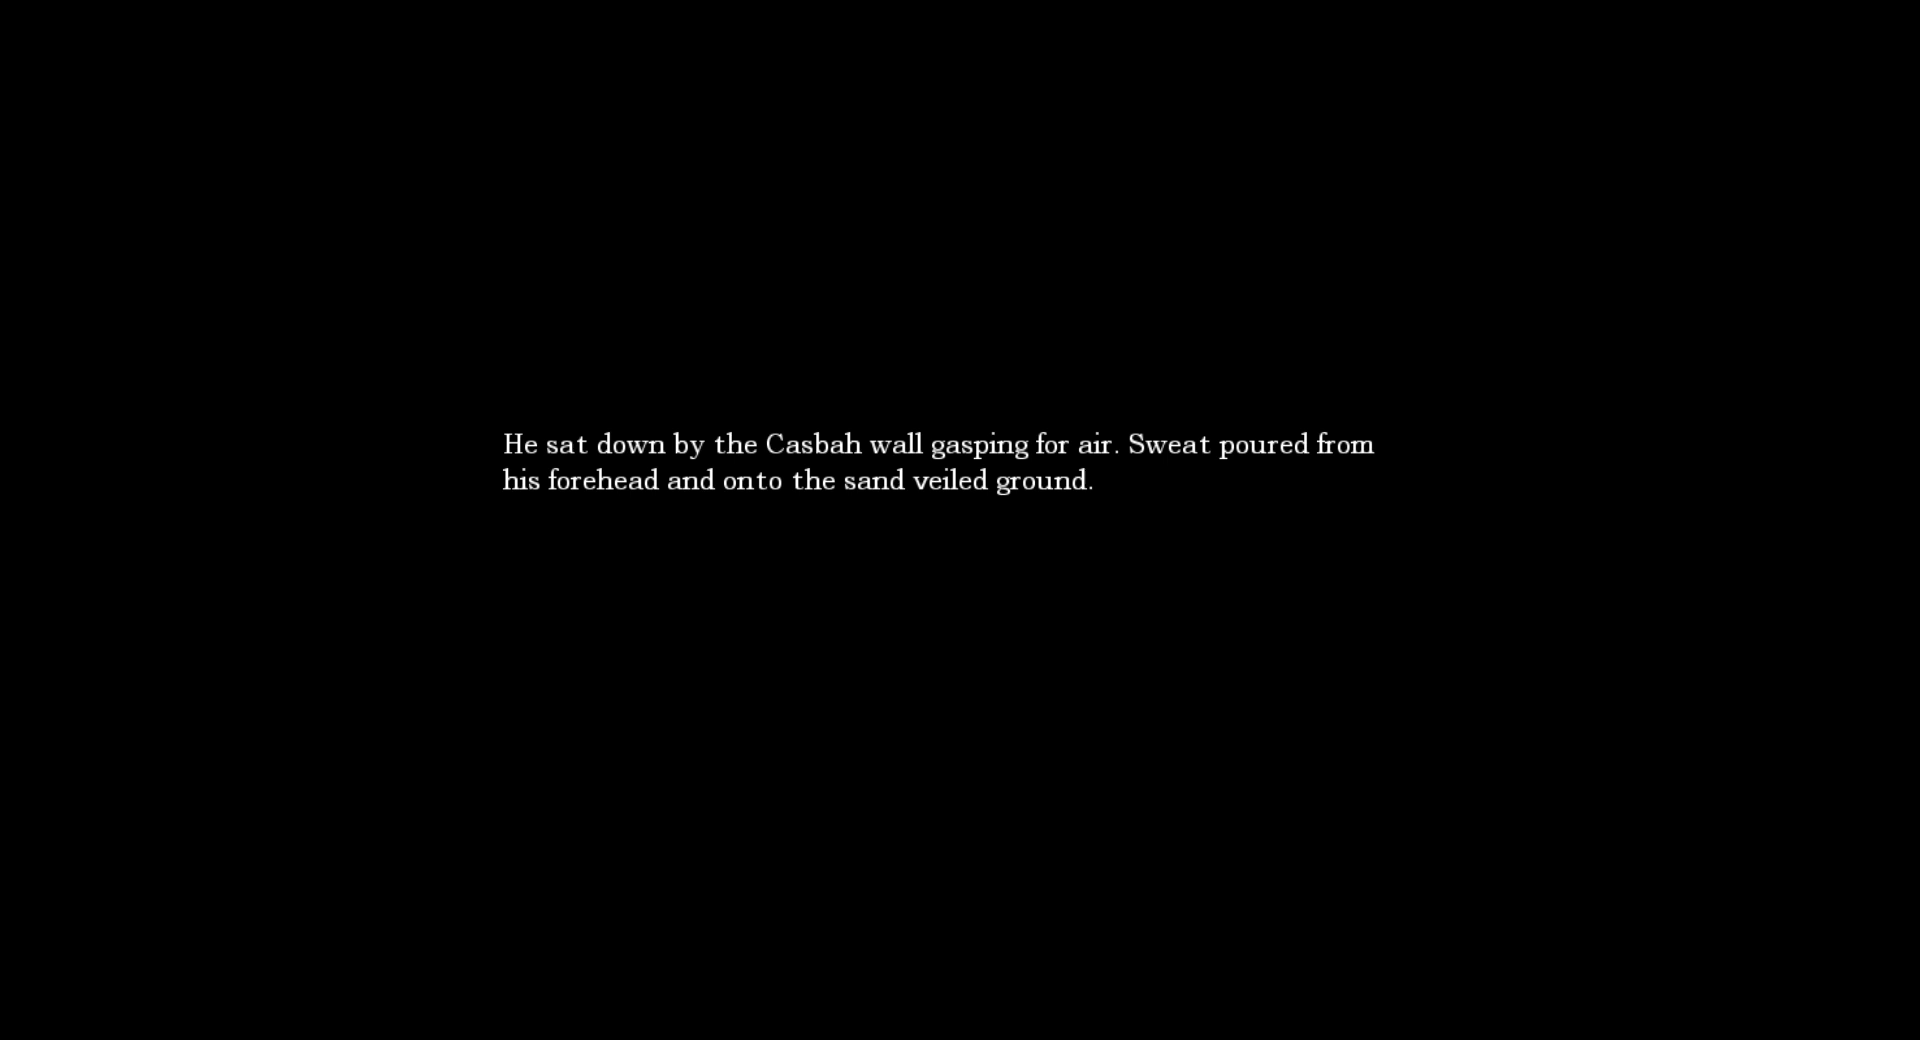 He sat down by the Casbah wall gasping for air. Sweat poured from
his forehead and onto the sand veiled ground.